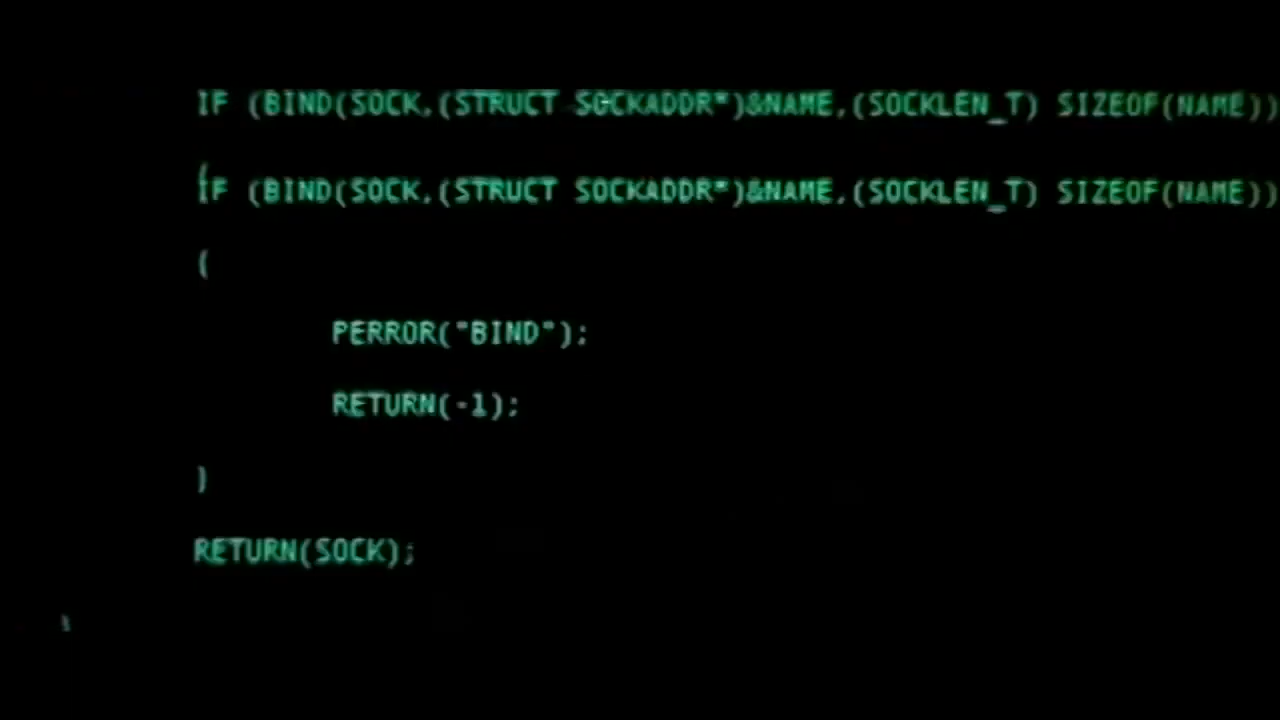 IF (BIND(SOCK,(STRUCT SOCKADDR*)&NAME,(SOCKLEN_T) SIZEOF(NAME))
(
IF (BIND(SOCK,(STRUCT SOCKADDR*)&NAME,(SOCKLEN_T) SIZEOF(NAME))
(
PERROR("BIND");
RETURN(-1);
)
RETURN(SOCK);